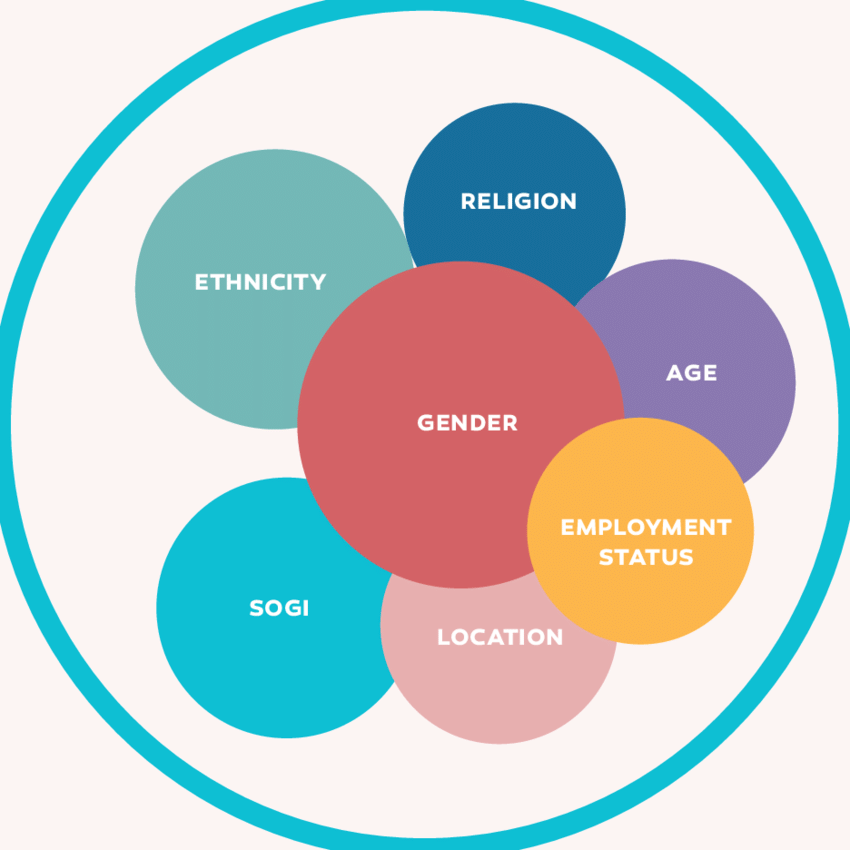 RELIGION
ETHNICITY
AGE
GENDER
EMPLOYMENT
STATUS
SOGI
LOCATION